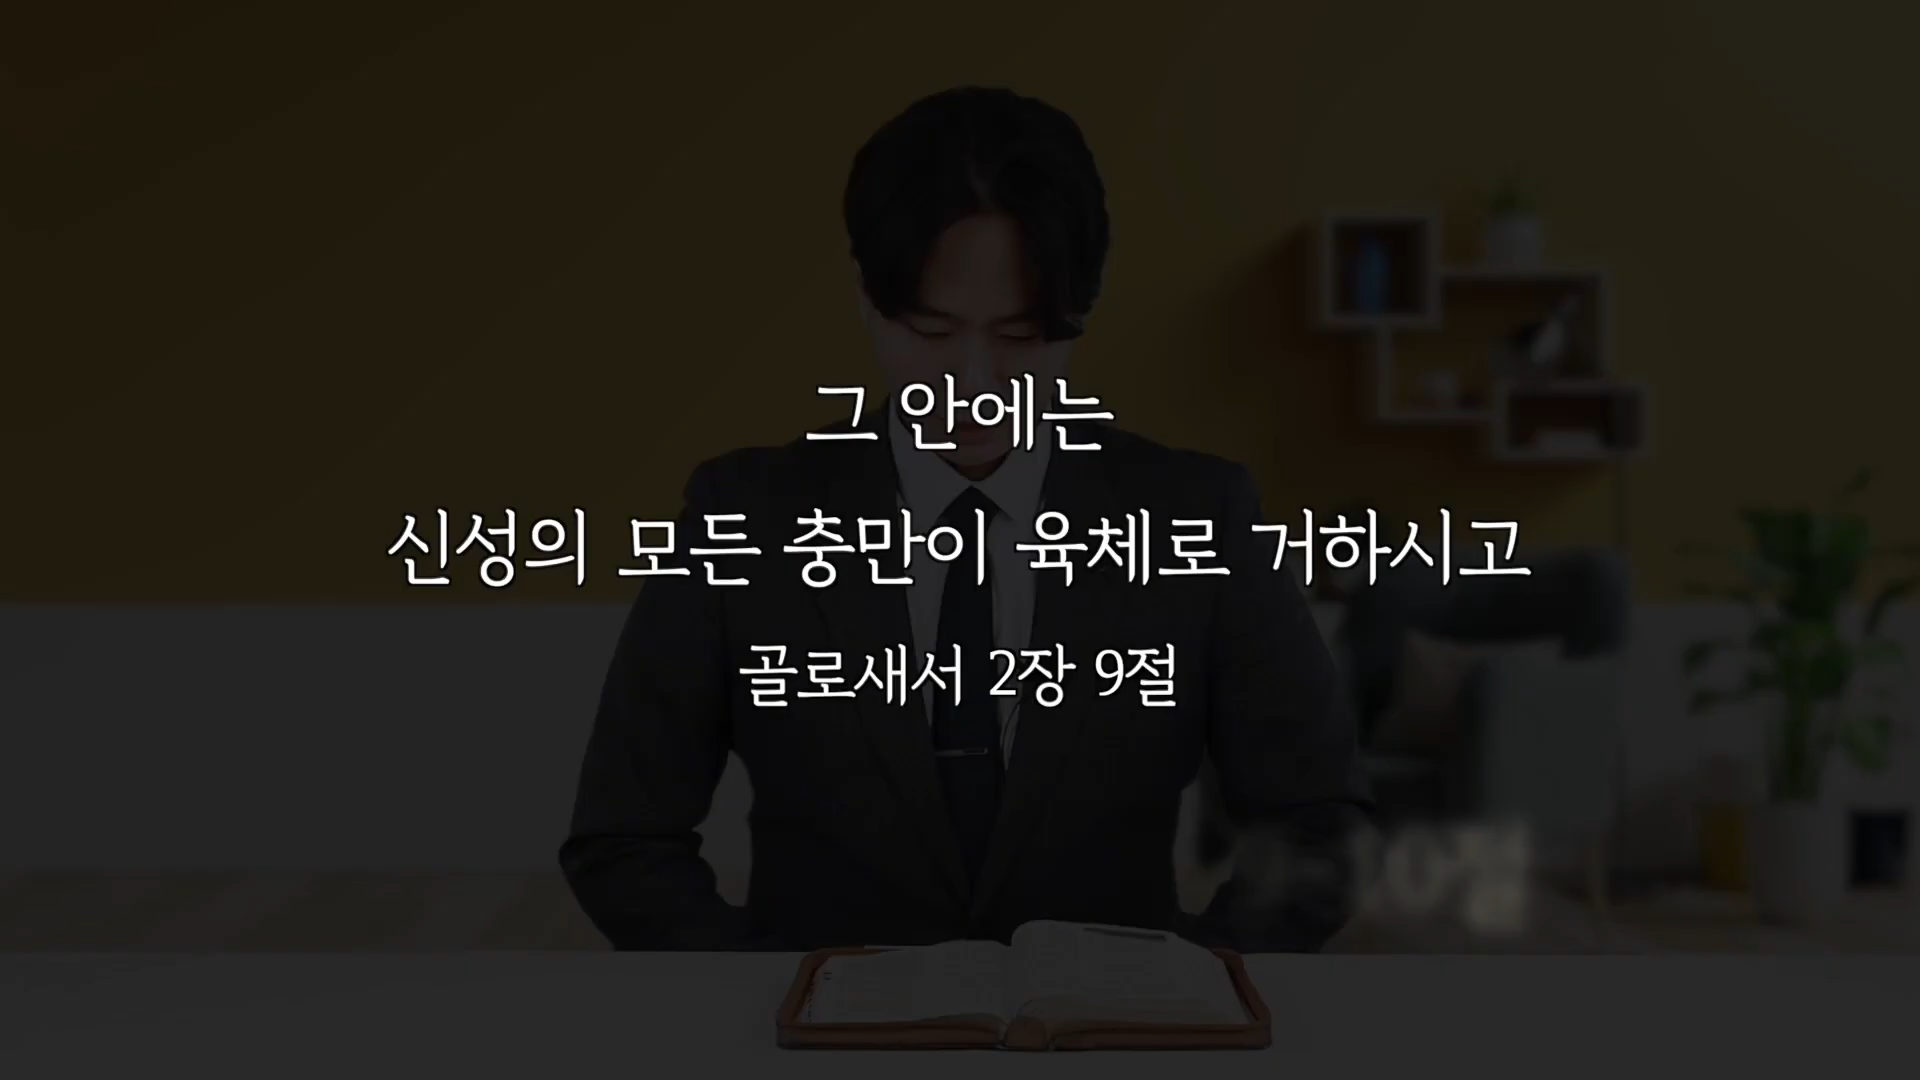 그 안에는
신성의 모든 충만이 육체로 거하시고
골로새서 2장 9절